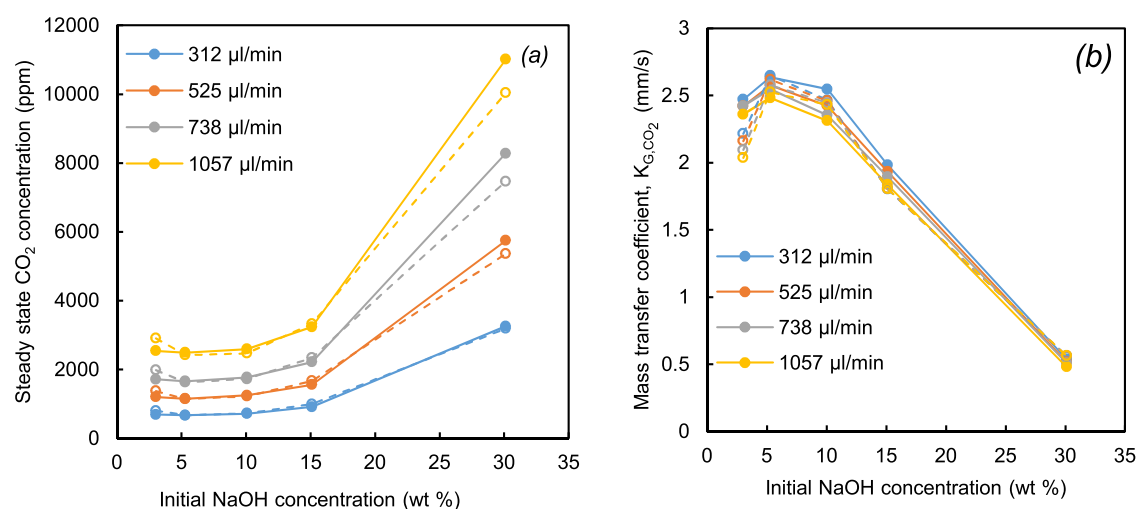 (a)
Steady state CO₂ concentration (ppm)
12000
10000
8000
6000
4000
2000
0
312 µl/min
525 µl/min
738 µl/min
1057 µl/min
0 5 10 15 20 25 30 35
Initial NaOH concentration (wt %)
(b)
Mass transfer coefficient, K_G,CO₂ (mm/s)
3
2.5
2
1.5
1
0.5
0
312 µl/min
525 µl/min
738 µl/min
1057 µl/min
0 5 10 15 20 25 30 35
Initial NaOH concentration (wt %)